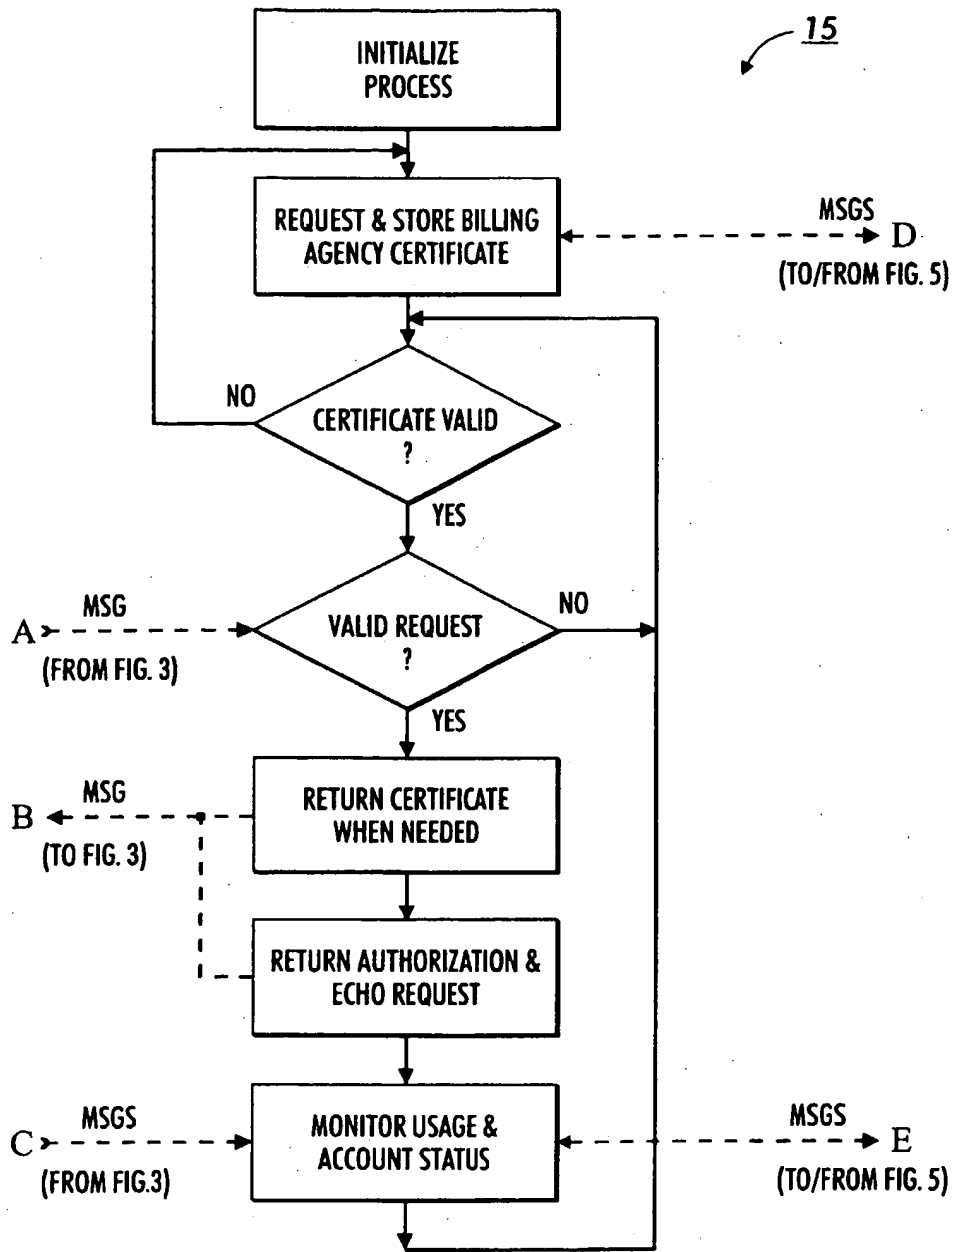 15
INITIALIZE
PROCESS
REQUEST & STORE BILLING
AGENCY CERTIFICATE
MSGS
D
(TO/FROM FIG. 5)
NO
CERTIFICATE VALID
?
YES
MSG
A
(FROM FIG. 3)
VALID REQUEST
?
NO
YES
MSG
B
(TO FIG. 3)
RETURN CERTIFICATE
WHEN NEEDED
RETURN AUTHORIZATION &
ECHO REQUEST
MSGS
C
(FROM FIG.3)
MONITOR USAGE &
ACCOUNT STATUS
MSGS
E
(TO/FROM FIG. 5)